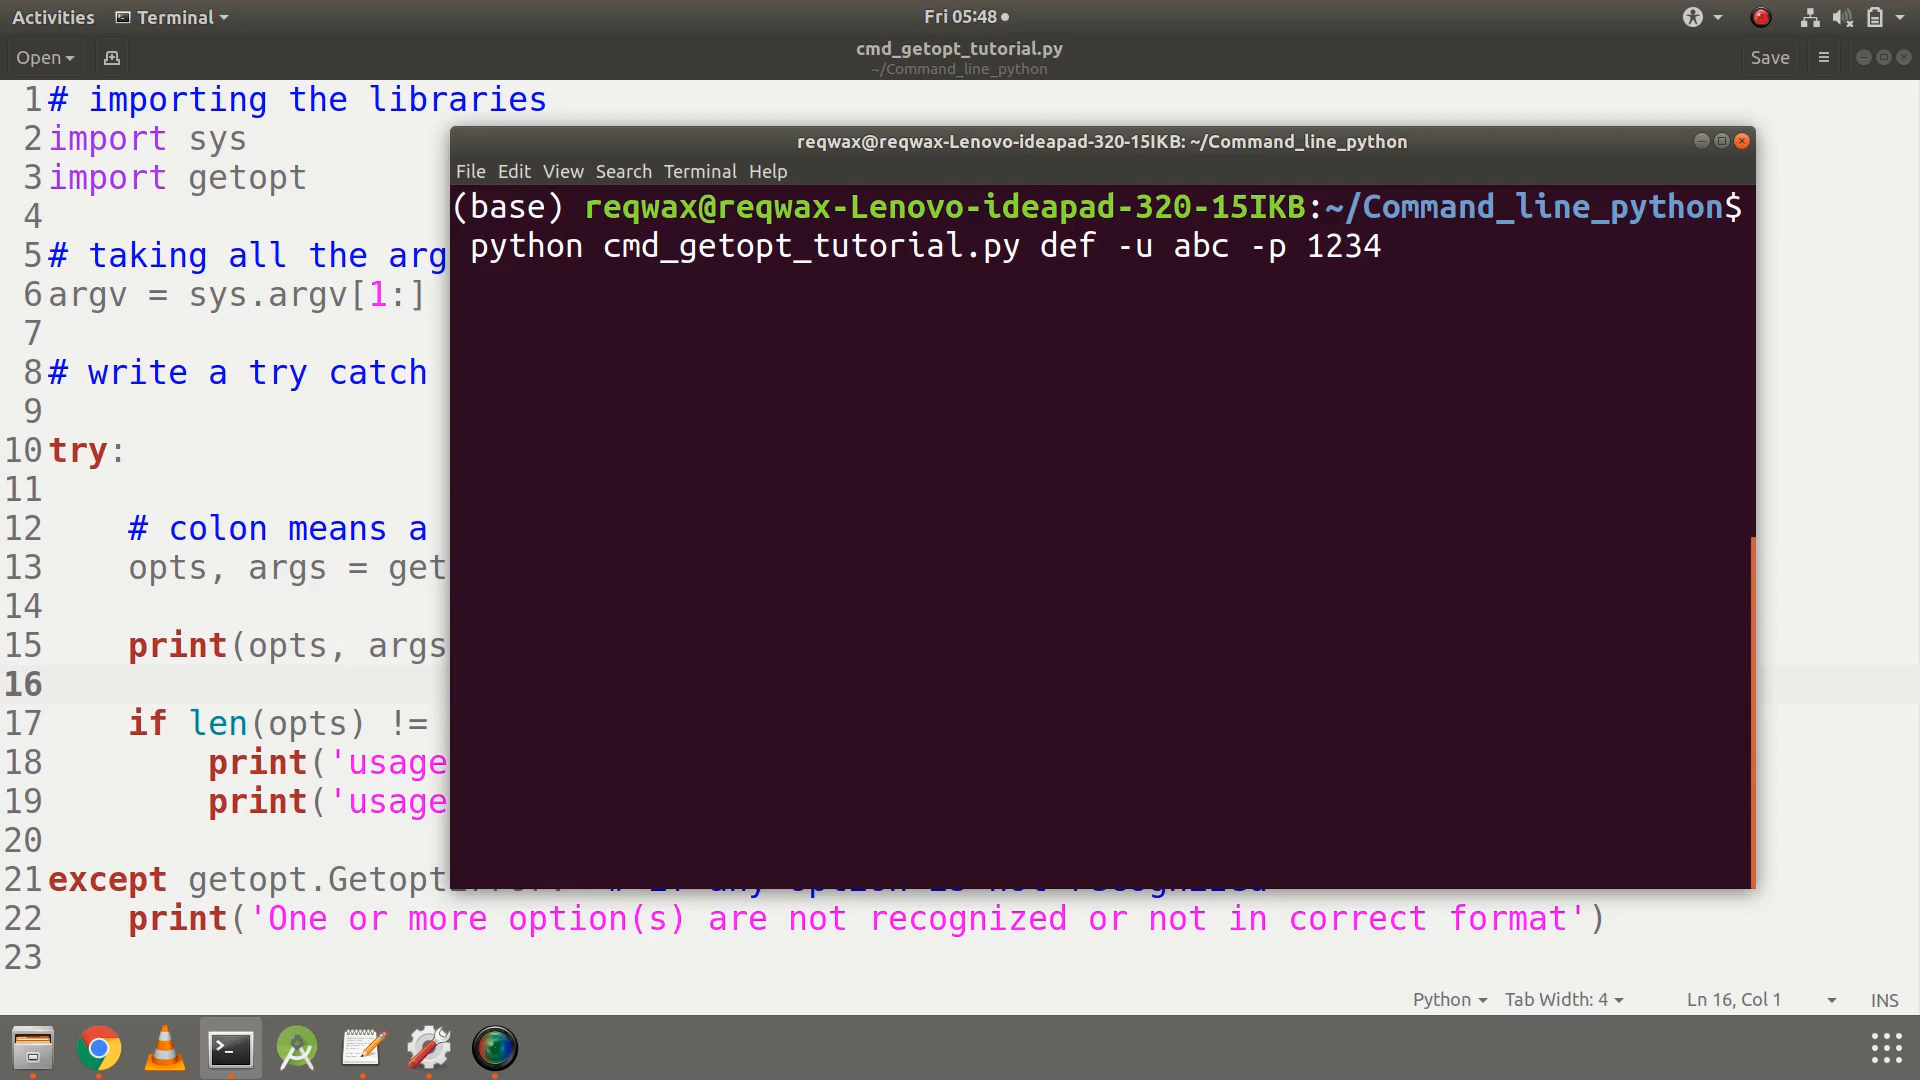 Activities Terminal Fri 05:48
Open cmd_getopt_tutorial.py Save
~/Command_line_python
1 # importing the libraries
2 import sys
3 import getopt
4
5 # taking all the arg
6 argv = sys.argv[1:]
7
8 # write a try catch
9
10 try:
11
12 # colon means a
13 opts, args = get
14
15 print(opts, args
16
17 if len(opts) !=
18 print('usage
19 print('usage
20
21 except getopt.Getopt
22 print('One or more option(s) are not recognized or not in correct format')
23
reqwax@reqwax-Lenovo-ideapad-320-15IKB: ~/Command_line_python
File Edit View Search Terminal Help
(base) reqwax@reqwax-Lenovo-ideapad-320-15IKB:~/Command_line_python$
python cmd_getopt_tutorial.py def -u abc -p 1234
Python Tab Width: 4 Ln 16, Col 1 INS